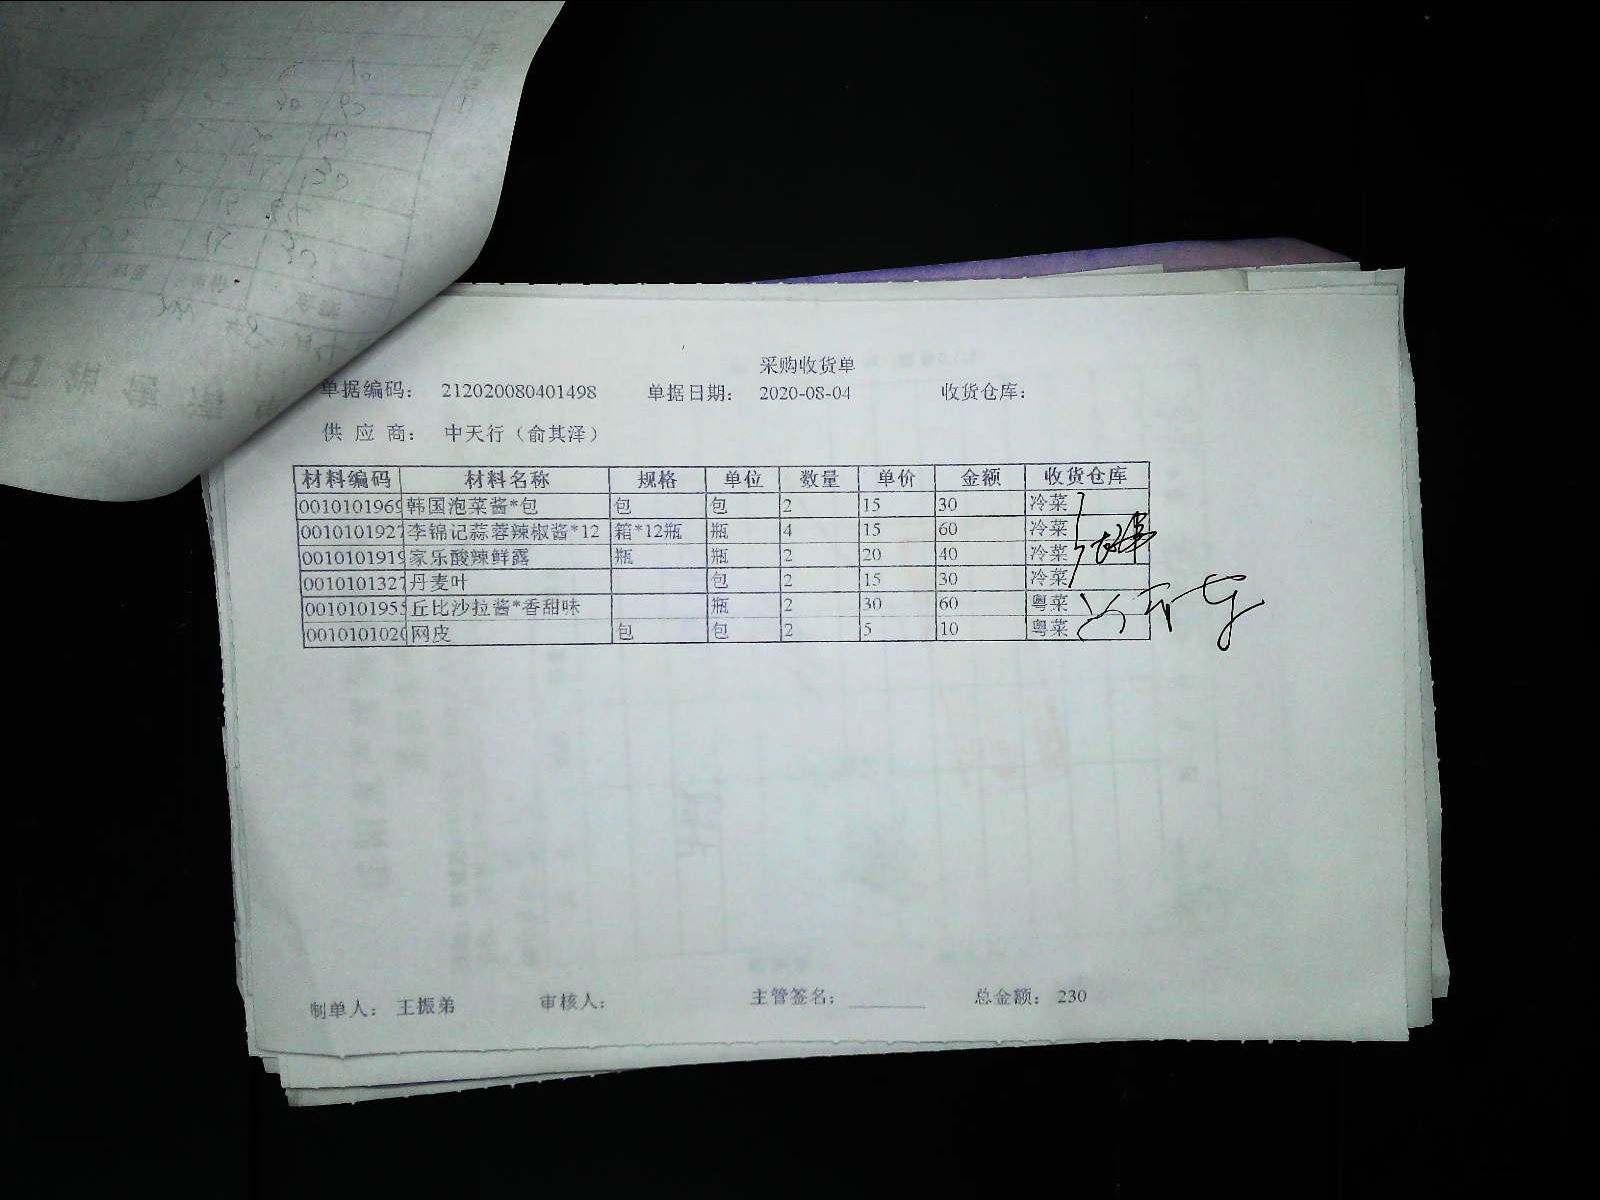 采购收货单
单据编码： 212020080401498 单据日期： 2020-08-04 收货仓库：
供 应 商： 中天行（俞其泽）
材料编码 材料名称 规格 单位 数量 单价 金额 收货仓库
0010101969 韩国泡菜酱*包 包 包 2 15 30 冷菜
0010101927 李锦记蒜蓉辣椒酱*12 箱*12瓶 瓶 4 15 60 冷菜
0010101919 家乐酸辣鲜露 瓶 瓶 2 20 40 冷菜
0010101327 丹麦叶 包 2 15 30 冷菜
0010101955 丘比沙拉酱*香甜味 瓶 2 30 60 粤菜
0010101020 网皮 包 包 2 5 10 粤菜
制单人： 王振弟 审核人： 主管签名： 总金额： 230